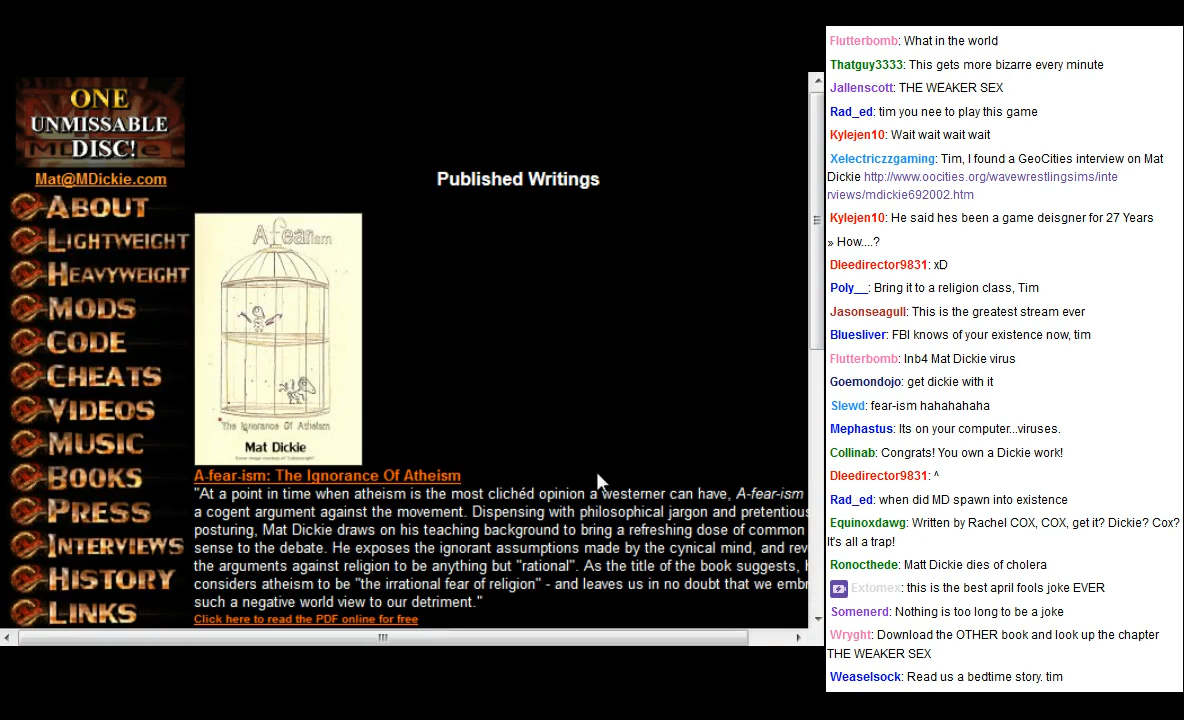 ONE
UNMISSABLE
DISC!
Mat@MDickie.com
ABOUT
LIGHTWEIGHT
HEAVYWEIGHT
MODS
CODE
CHEATS
VIDEOS
MUSIC
BOOKS
PRESS
INTERVIEWS
HISTORY
LINKS
Published Writings
A fearism
The Ignorance Of Atheism
Mat Dickie
A-fear-ism: The Ignorance Of Atheism
"At a point in time when atheism is the most clichéd opinion a westerner can have, A-fear-ism
a cogent argument against the movement. Dispensing with philosophical jargon and pretentiou
posturing, Mat Dickie draws on his teaching background to bring a refreshing dose of common
sense to the debate. He exposes the ignorant assumptions made by the cynical mind, and rev
the arguments against religion to be anything but "rational". As the title of the book suggests, h
considers atheism to be "the irrational fear of religion" - and leaves us in no doubt that we embr
such a negative world view to our detriment."
Click here to read the PDF online for free
Flutterbomb: What in the world
Thatguy3333: This gets more bizarre every minute
Jallenscott: THE WEAKER SEX
Rad_ed: tim you nee to play this game
Kylejen10: Wait wait wait wait
Xelectriczzgaming: Tim, I found a GeoCities interview on Mat
Dickie http://www.oocities.org/wavewrestlingsims/inte
rviews/mdickie692002.htm
Kylejen10: He said hes been a game deisgner for 27 Years
» How....?
Dleedirector9831: xD
Poly__: Bring it to a religion class, Tim
Jasonseagull: This is the greatest stream ever
Bluesliver: FBI knows of your existence now, tim
Flutterbomb: Inb4 Mat Dickie virus
Goemondojo: get dickie with it
Slewd: fear-ism hahahahaha
Mephastus: Its on your computer...viruses.
Collinab: Congrats! You own a Dickie work!
Dleedirector9831: ^
Rad_ed: when did MD spawn into existence
Equinoxdawg: Written by Rachel COX, COX, get it? Dickie? Cox?
It's all a trap!
Ronocthede: Matt Dickie dies of cholera
Extomex: this is the best april fools joke EVER
Somenerd: Nothing is too long to be a joke
Wryght: Download the OTHER book and look up the chapter
THE WEAKER SEX
Weaselsock: Read us a bedtime story. tim